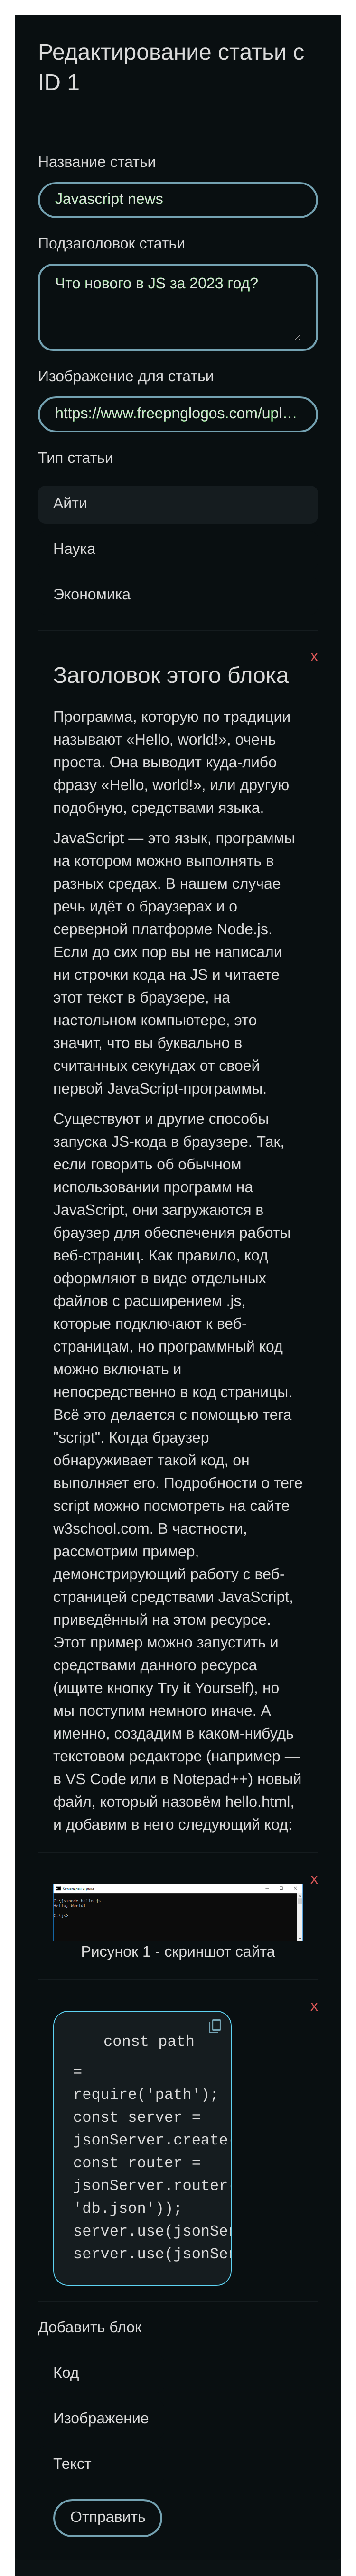 Редактирование статьи с
ID 1
Название статьи
Javascript news
Подзаголовок статьи
Что нового в JS за 2023 год?
Изображение для статьи
https://www.freepnglogos.com/upl…
Тип статьи
Айти
Наука
Экономика
x
Заголовок этого блока
Программа, которую по традиции
называют «Hello, world!», очень
проста. Она выводит куда-либо
фразу «Hello, world!», или другую
подобную, средствами языка.
JavaScript — это язык, программы
на котором можно выполнять в
разных средах. В нашем случае
речь идёт о браузерах и о
серверной платформе Node.js.
Если до сих пор вы не написали
ни строчки кода на JS и читаете
этот текст в браузере, на
настольном компьютере, это
значит, что вы буквально в
считанных секундах от своей
первой JavaScript-программы.
Существуют и другие способы
запуска JS-кода в браузере. Так,
если говорить об обычном
использовании программ на
JavaScript, они загружаются в
браузер для обеспечения работы
веб-страниц. Как правило, код
оформляют в виде отдельных
файлов с расширением .js,
которые подключают к веб-
страницам, но программный код
можно включать и
непосредственно в код страницы.
Всё это делается с помощью тега
"script". Когда браузер
обнаруживает такой код, он
выполняет его. Подробности о теге
script можно посмотреть на сайте
w3school.com. В частности,
рассмотрим пример,
демонстрирующий работу с веб-
страницей средствами JavaScript,
приведённый на этом ресурсе.
Этот пример можно запустить и
средствами данного ресурса
(ищите кнопку Try it Yourself), но
мы поступим немного иначе. А
именно, создадим в каком-нибудь
текстовом редакторе (например —
в VS Code или в Notepad++) новый
файл, который назовём hello.html,
и добавим в него следующий код:
x
Командная строка
C:\js>node hello.js
Hello, World!
C:\js>
Рисунок 1 - скриншот сайта
x
const path
=
require('path');
const server =
jsonServer.create
const router =
jsonServer.router
'db.json'));
server.use(jsonSer
server.use(jsonSer
Добавить блок
Код
Изображение
Текст
Отправить